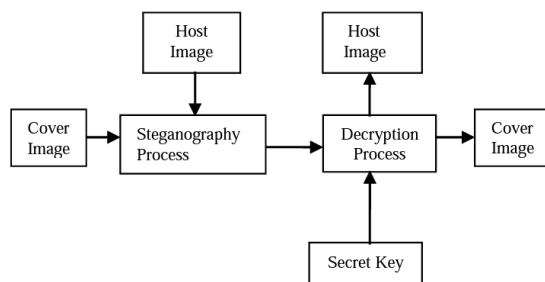 Host
Image
Host
Image
Cover
Image
Steganography
Process
Decryption
Process
Cover
Image
Secret Key